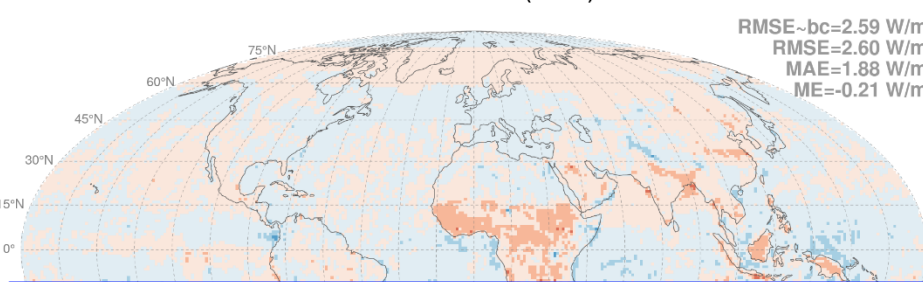 RMSE~bc=2.59 W/m
RMSE=2.60 W/m
MAE=1.88 W/m
ME=-0.21 W/m
75°N
60°N
45°N
30°N
15°N
0°